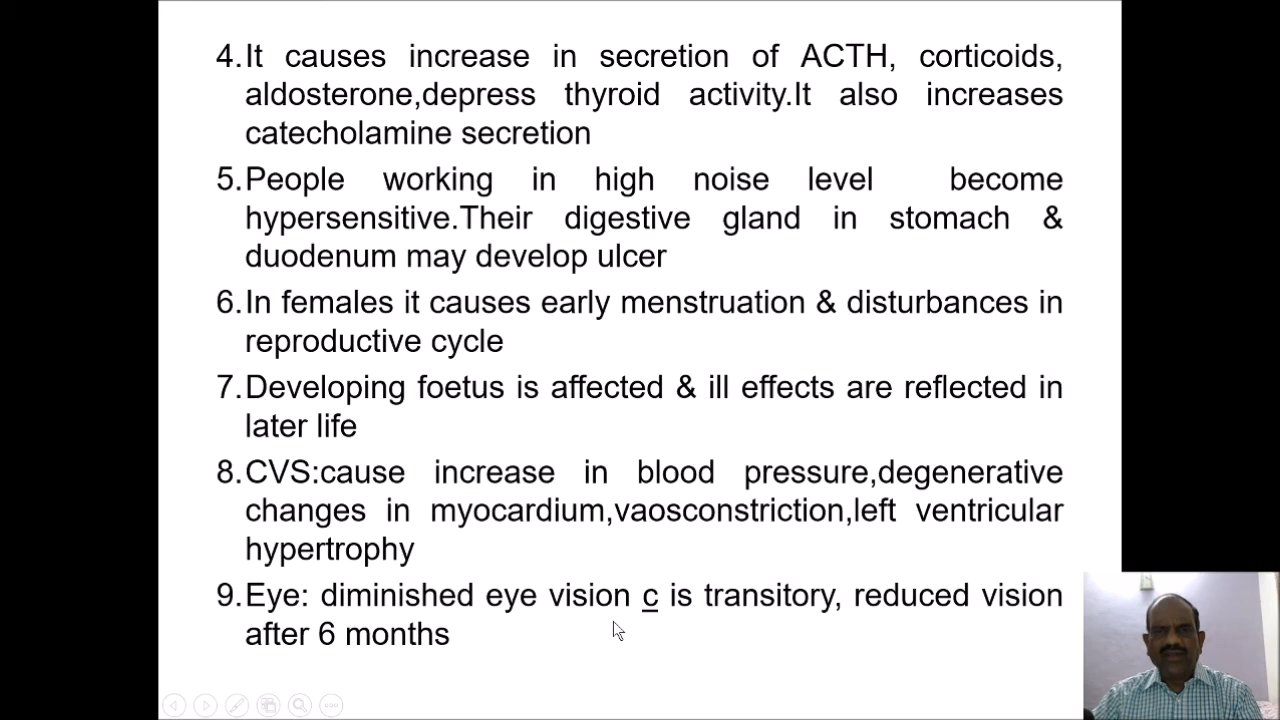 4.It causes increase in secretion of ACTH, corticoids,
aldosterone,depress thyroid activity.It also increases
catecholamine secretion
5.People working in high noise level become
hypersensitive.Their digestive gland in stomach &
duodenum may develop ulcer
6.In females it causes early menstruation & disturbances in
reproductive cycle
7.Developing foetus is affected & ill effects are reflected in
later life
8.CVS:cause increase in blood pressure,degenerative
changes in myocardium,vaosconstriction,left ventricular
hypertrophy
9.Eye: diminished eye vision c is transitory, reduced vision
after 6 months